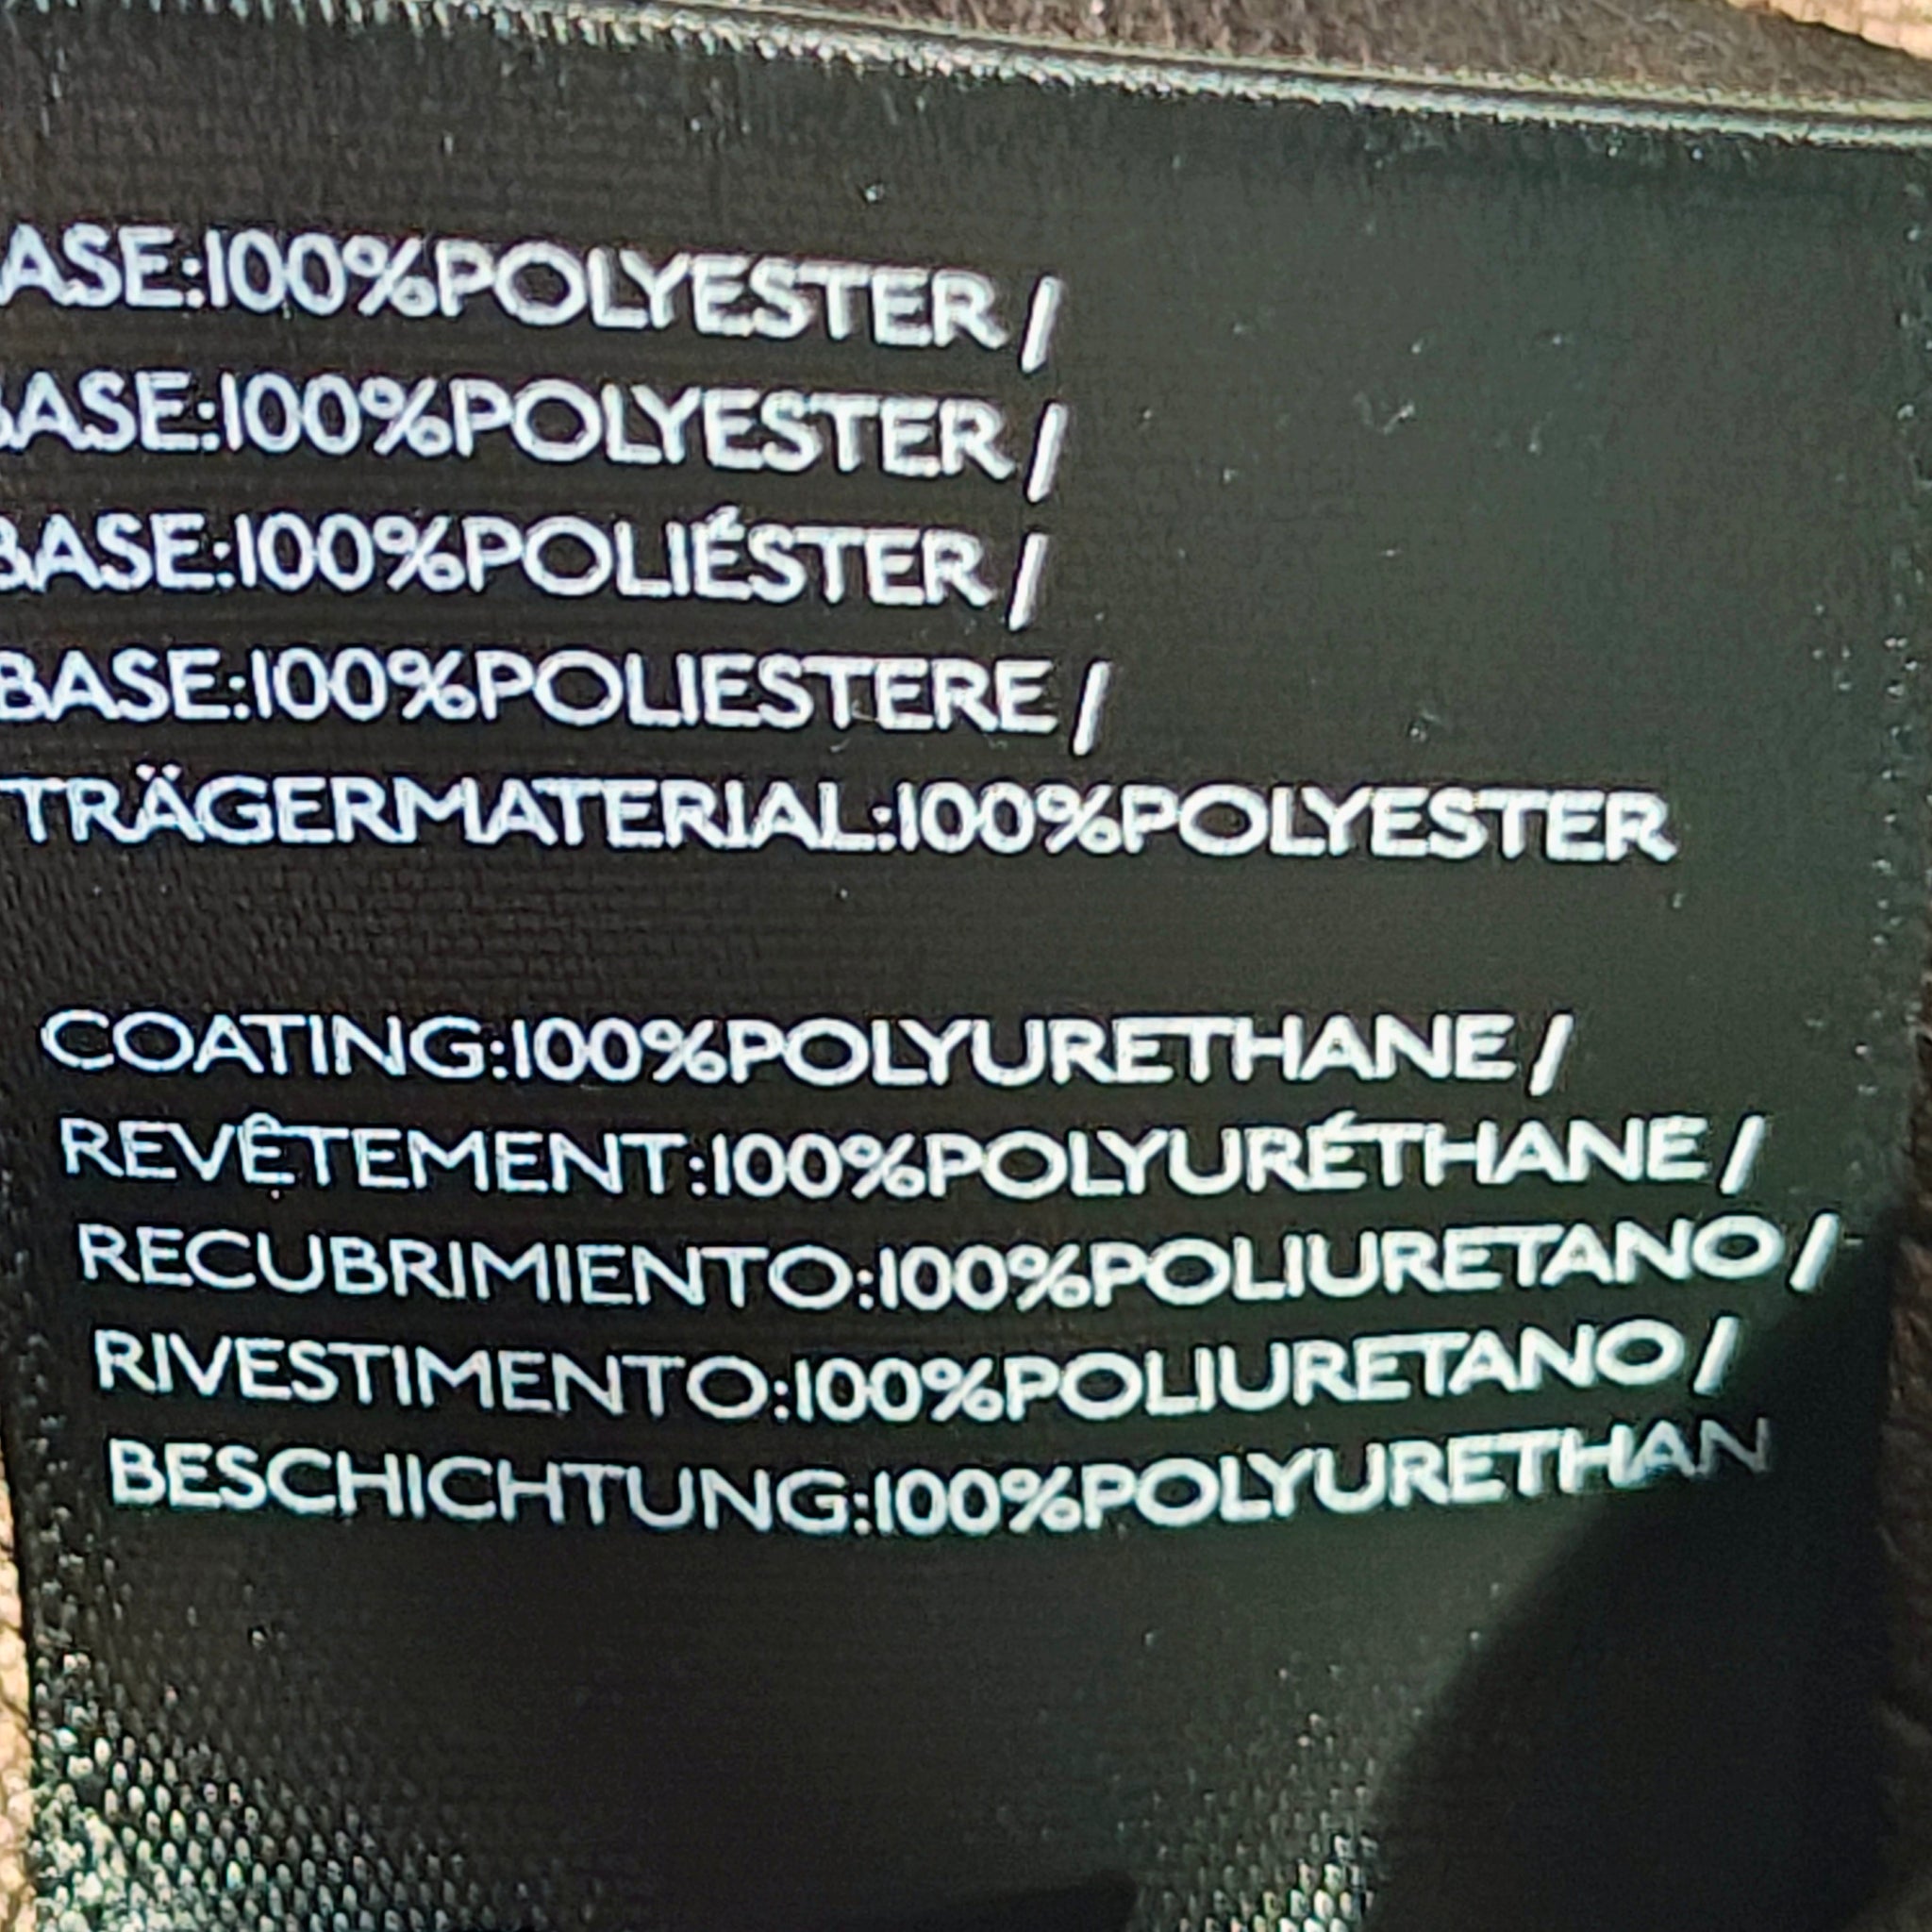 ASE:100%POLYESTER /
BASE:100%POLYESTER /
BASE:100%POLIÉSTER /
BASE:100%POLIESTERE /
TRÄGERMATERIAL:100%POLYESTER
COATING:100%POLYURETHANE /
REVÊTEMENT:100%POLYURÉTHANE /
RECUBRIMIENTO:100%POLIURETANO /
RIVESTIMENTO:100%POLIURETANO /
BESCHICHTUNG:100%POLYURETHAN